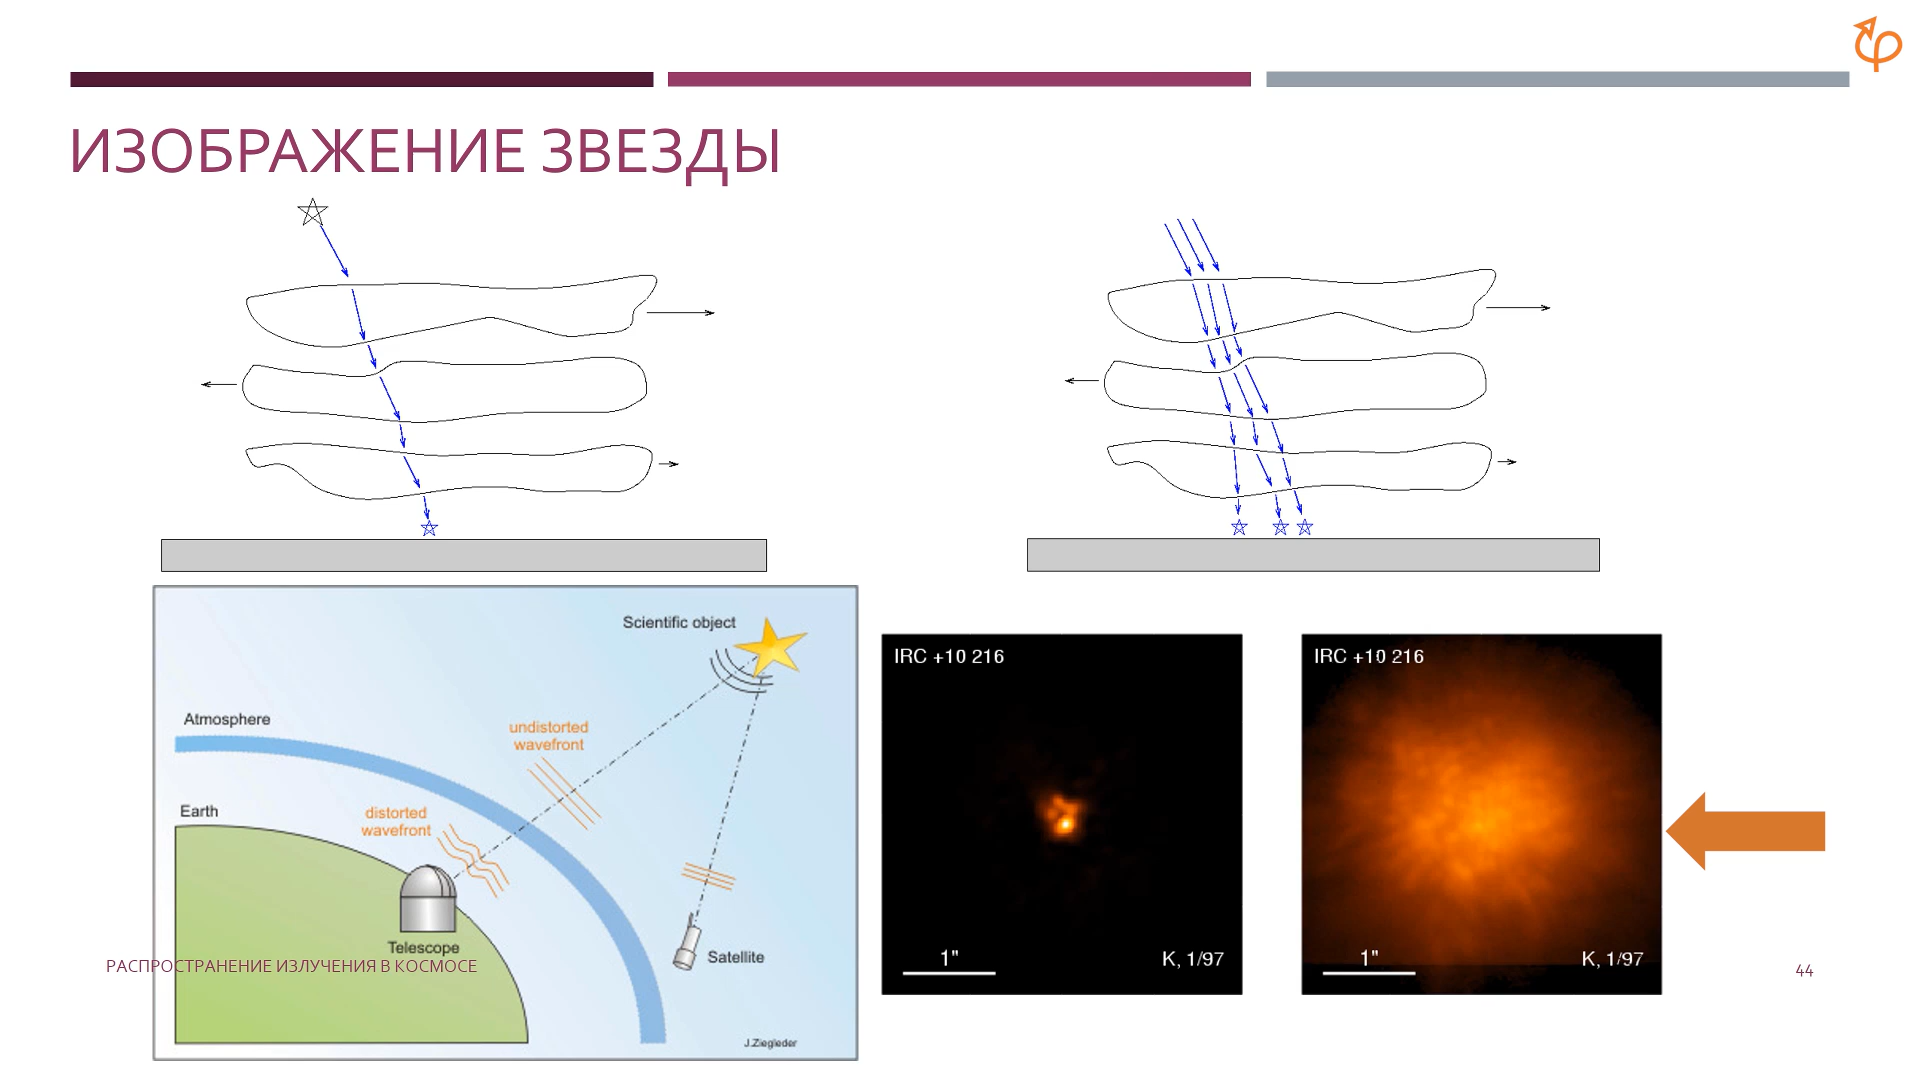 ИЗОБРАЖЕНИЕ ЗВЕЗДЫ
Scientific object
Atmosphere
undistorted
wavefront
Earth
distorted
wavefront
Telescope
Satellite
J.Ziegleder
IRC +10 216
1"
K, 1/97
IRC +10 216
1"
K, 1/97
РАСПРОСТРАНЕНИЕ ИЗЛУЧЕНИЯ В КОСМОСЕ
44